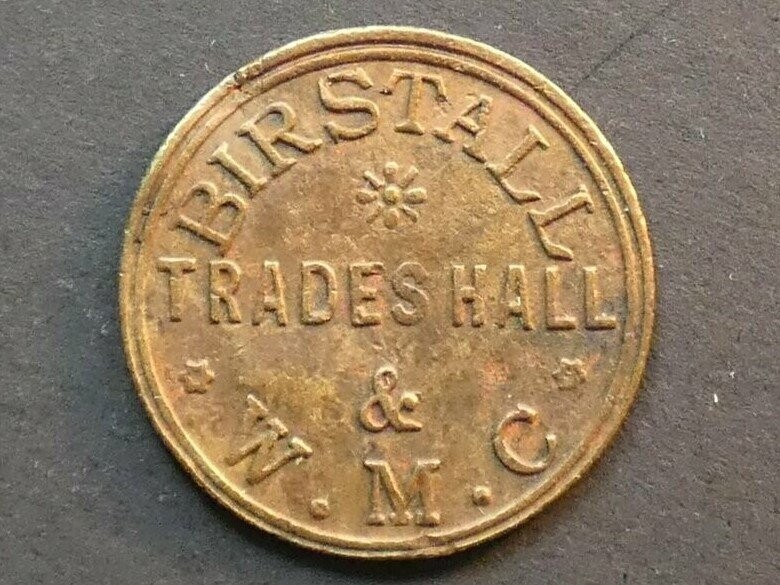 BIRSTALL
TRADES HALL
&
W. M. C